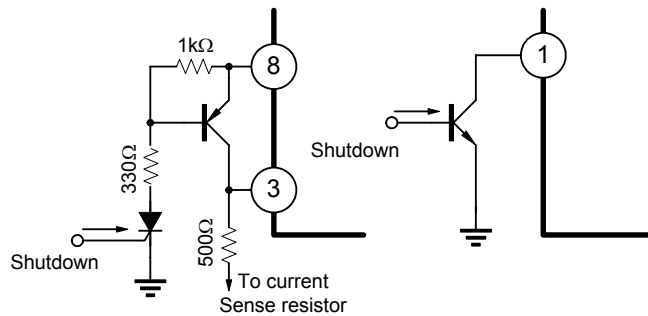 1kΩ
8
1
Shutdown
330Ω
3
500Ω
Shutdown
To current
Sense resistor